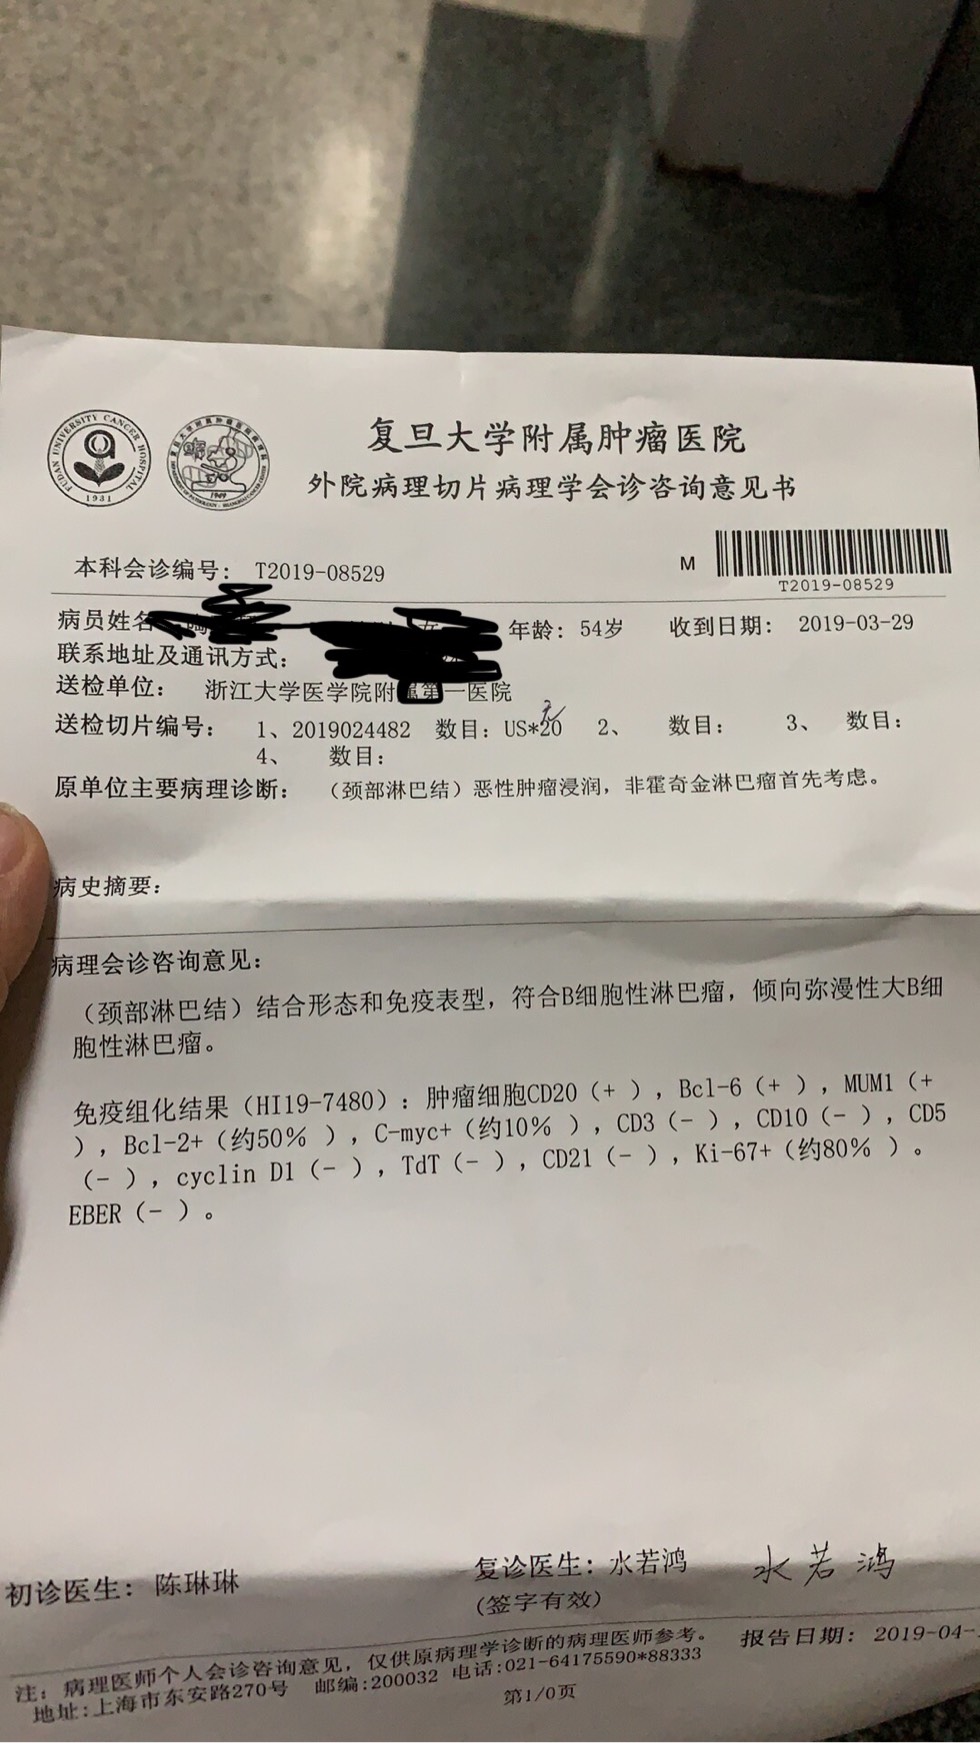 复旦大学附属肿瘤医院
外院病理切片病理学会诊咨询意见书
FUDAN UNIVERSITY CANCER HOSPITAL
1931
本科会诊编号: T2019-08529
M
T2019-08529
病员姓名 年龄: 54岁 收到日期: 2019-03-29
联系地址及通讯方式:
送检单位: 浙江大学医学院附属第一医院
送检切片编号: 1、2019024482 数目: US*20 2、 数目: 3、 数目:
4、 数目:
原单位主要病理诊断: (颈部淋巴结)恶性肿瘤浸润，非霍奇金淋巴瘤首先考虑。
病史摘要:
病理会诊咨询意见:
(颈部淋巴结)结合形态和免疫表型，符合B细胞性淋巴瘤，倾向弥漫性大B细
胞性淋巴瘤。
免疫组化结果(HI19-7480): 肿瘤细胞CD20(+ ), Bcl-6(+ ), MUM1(+
), Bcl-2+(约50% ), C-myc+(约10% ), CD3(- ), CD10(- ), CD5
(- ), cyclin D1(- ), TdT(- ), CD21(- ), Ki-67+(约80% )。
EBER(- )。
初诊医生: 陈琳琳 复诊医生: 水若鸿 水若鸿
(签字有效)
注: 病理医师个人会诊咨询意见, 仅供原病理学诊断的病理医师参考。 报告日期: 2019-04-
地址:上海市东安路270号 邮编:200032 电话:021-64175590*88333
第1/0页